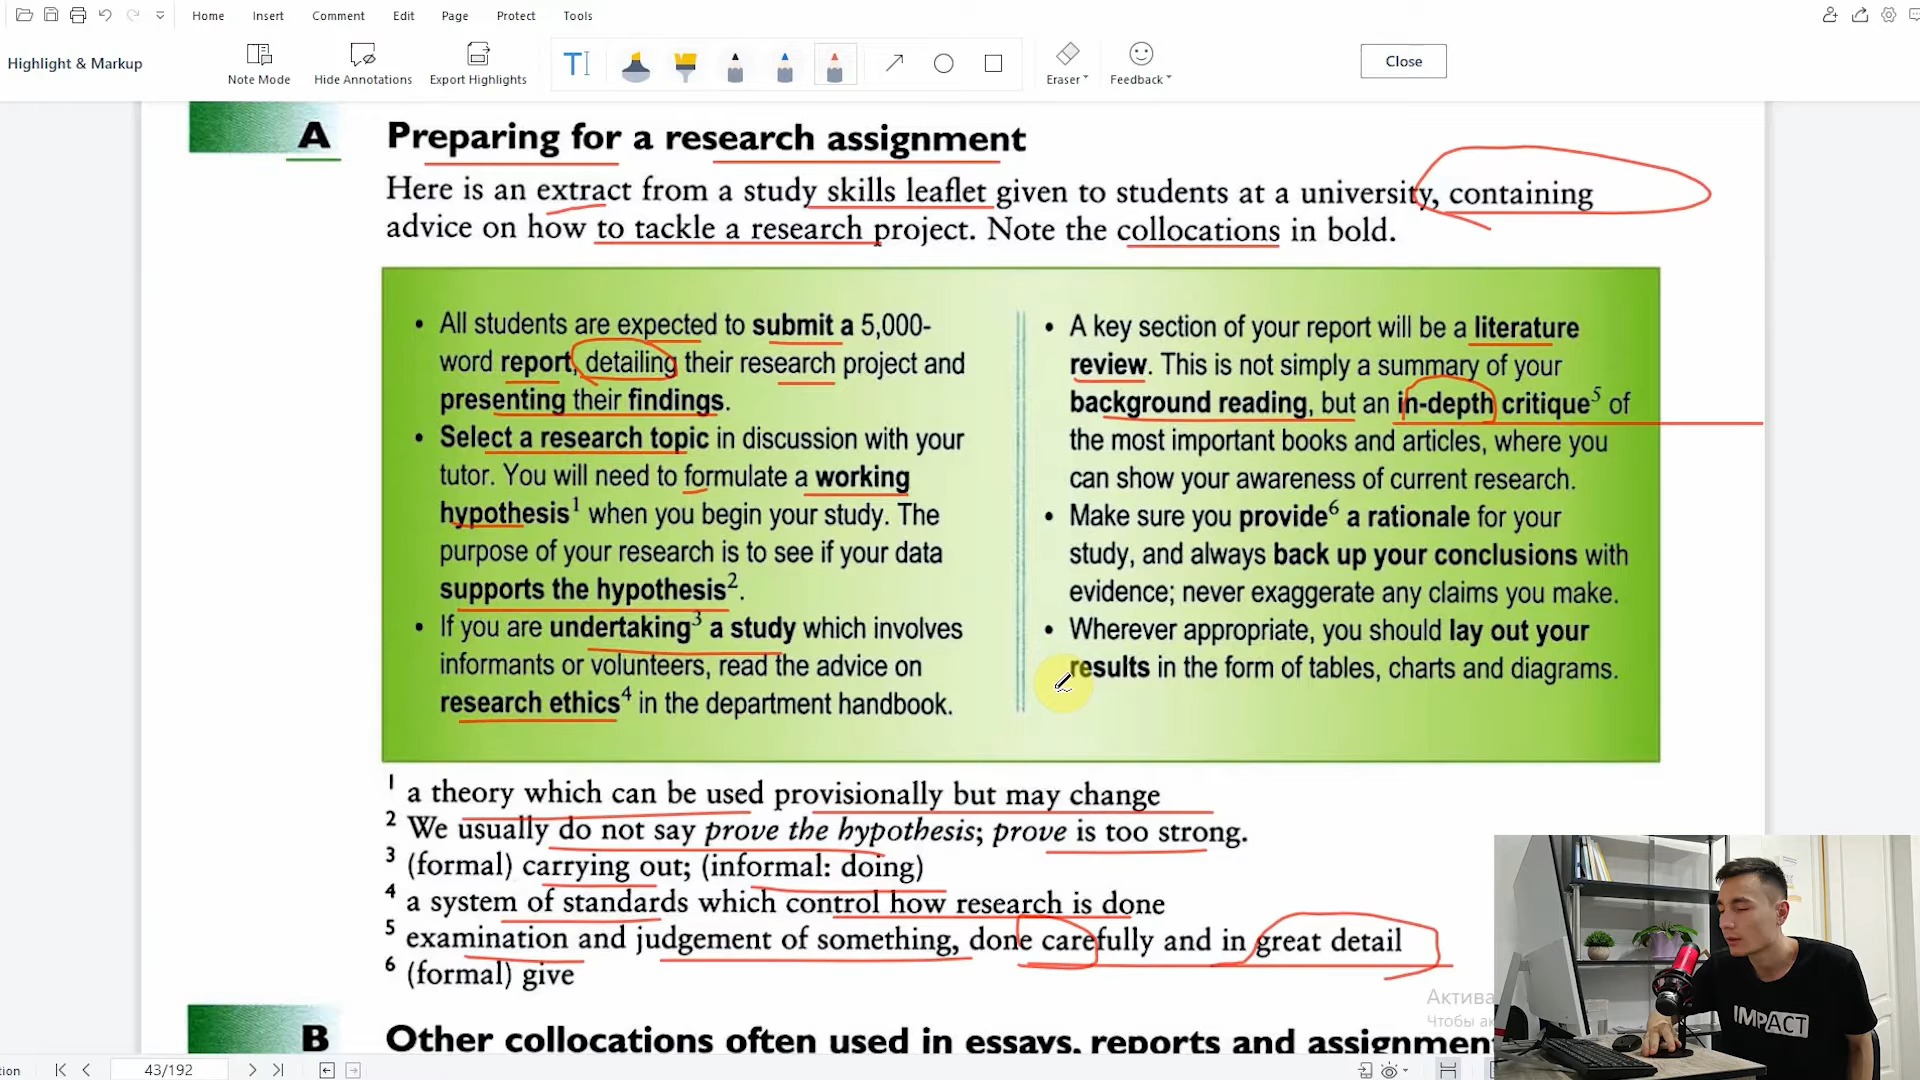 Home Insert Comment Edit Page Protect Tools
Highlight & Markup
Note Mode Hide Annotations Export Highlights
Eraser Feedback
Close
A Preparing for a research assignment
Here is an extract from a study skills leaflet given to students at a university, containing
advice on how to tackle a research project. Note the collocations in bold.
• All students are expected to submit a 5,000-
word report, detailing their research project and
presenting their findings.
• Select a research topic in discussion with your
tutor. You will need to formulate a working
hypothesis¹ when you begin your study. The
purpose of your research is to see if your data
supports the hypothesis².
• If you are undertaking³ a study which involves
informants or volunteers, read the advice on
research ethics⁴ in the department handbook.
• A key section of your report will be a literature
review. This is not simply a summary of your
background reading, but an in-depth critique⁵ of
the most important books and articles, where you
can show your awareness of current research.
• Make sure you provide⁶ a rationale for your
study, and always back up your conclusions with
evidence; never exaggerate any claims you make.
• Wherever appropriate, you should lay out your
results in the form of tables, charts and diagrams.
¹ a theory which can be used provisionally but may change
² We usually do not say prove the hypothesis; prove is too strong.
³ (formal) carrying out; (informal: doing)
⁴ a system of standards which control how research is done
⁵ examination and judgement of something, done carefully and in great detail
⁶ (formal) give
Актива
Чтобы ак
IMPACT
B Other collocations often used in essays, reports and assignment
tion 43/192